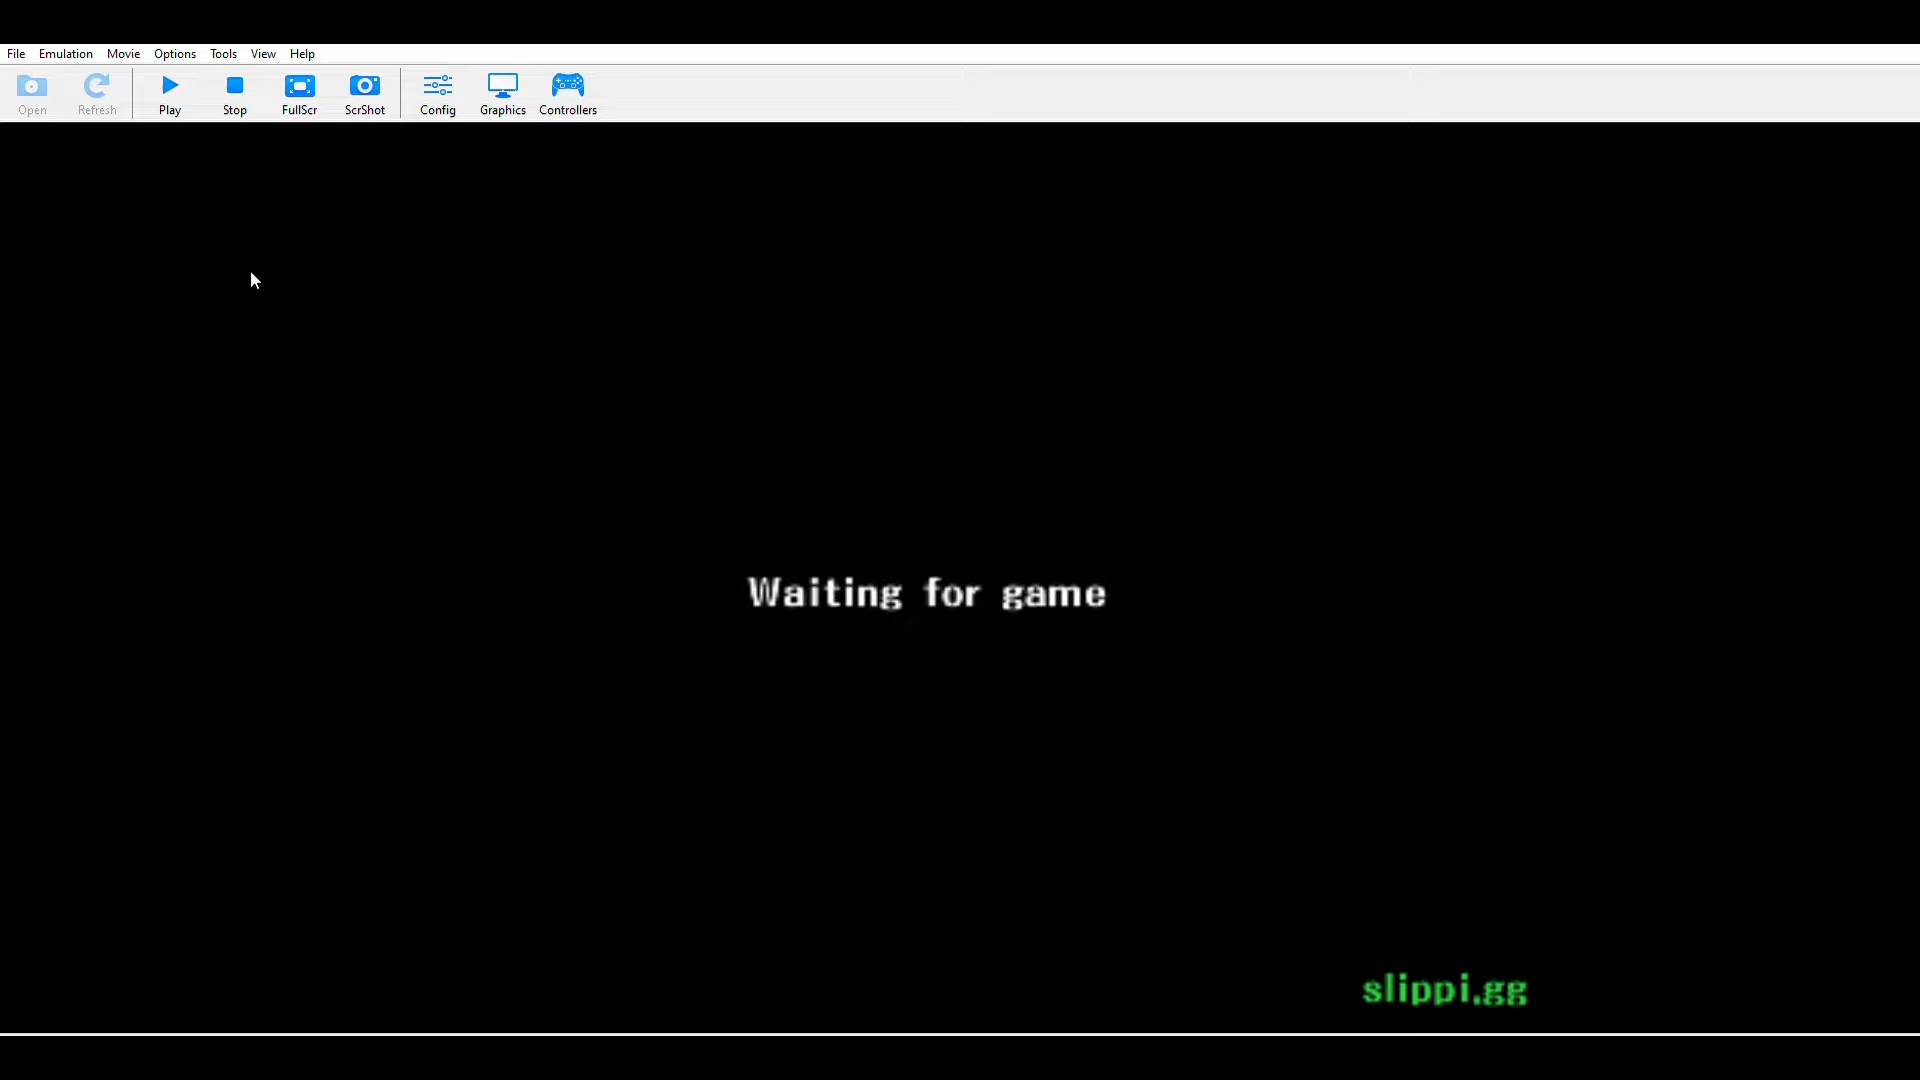 File Emulation Movie Options Tools View Help
Open Refresh Play Stop FullScr ScrShot Config Graphics Controllers
Waiting for game
slippi.gg